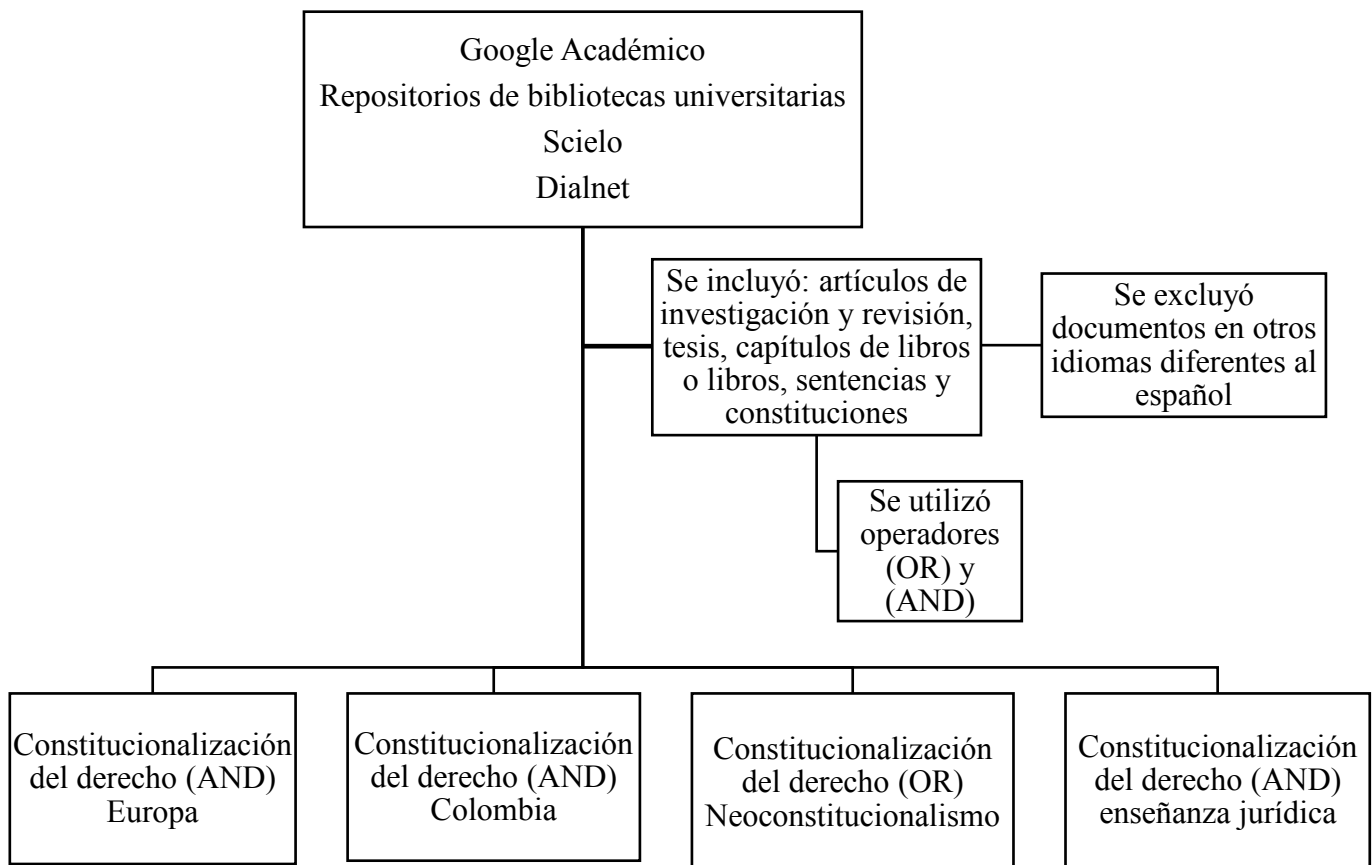 Google Académico
Repositorios de bibliotecas universitarias
Scielo
Dialnet
Se incluyó: artículos de
investigación y revisión,
tesis, capítulos de libros
o libros, sentencias y
constituciones
Se excluyó
documentos en otros
idiomas diferentes al
español
Se utilizó
operadores
(OR) y
(AND)
Constitucionalización
del derecho (AND)
Europa
Constitucionalización
del derecho (AND)
Colombia
Constitucionalización
del derecho (OR)
Neoconstitucionalismo
Constitucionalización
del derecho (AND)
enseñanza jurídica